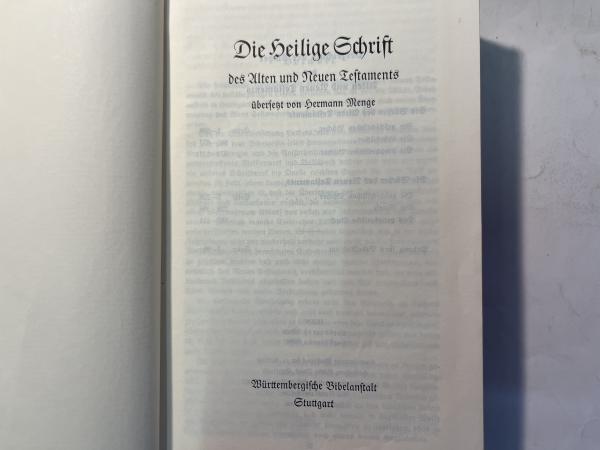 Die Heilige Schrift
des Alten und Neuen Testaments
übersetzt von Hermann Menge
Württembergische Bibelanstalt
Stuttgart